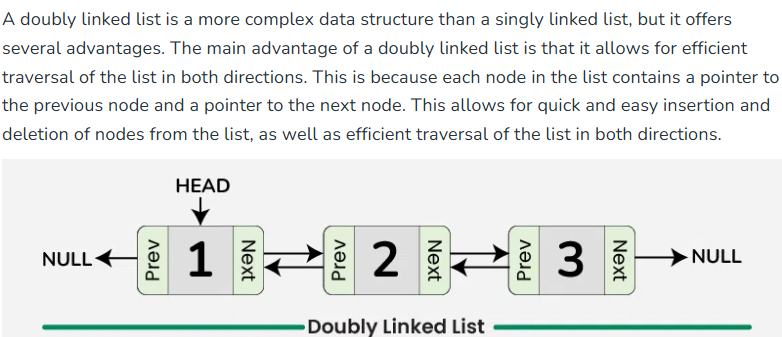 A doubly linked list is a more complex data structure than a singly linked list, but it offers
several advantages. The main advantage of a doubly linked list is that it allows for efficient
traversal of the list in both directions. This is because each node in the list contains a pointer to
the previous node and a pointer to the next node. This allows for quick and easy insertion and
deletion of nodes from the list, as well as efficient traversal of the list in both directions.
HEAD
NULL Prev 1 Next Prev 2 Next Prev 3 Next NULL
Doubly Linked List